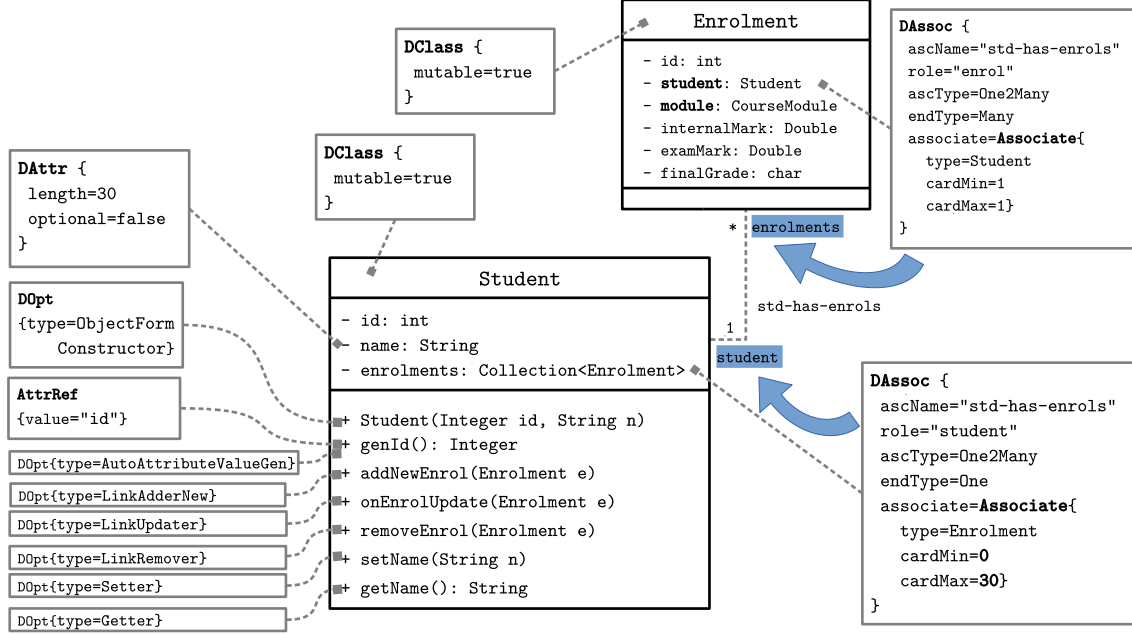 DClass {
mutable=true
}
Enrolment
- id: int
- student: Student
- module: CourseModule
- internalMark: Double
- examMark: Double
- finalGrade: char
DAssoc {
ascName="std-has-enrols"
role="enrol"
ascType=One2Many
endType=Many
associate=Associate{
type=Student
cardMin=1
cardMax=1}
}
DAttr {
length=30
optional=false
}
DClass {
mutable=true
}
* enrolments
std-has-enrols
1
student
DOpt
{type=ObjectForm
Constructor}
AttrRef
{value="id"}
DOpt{type=AutoAttributeValueGen}
DOpt{type=LinkAdderNew}
DOpt{type=LinkUpdater}
DOpt{type=LinkRemover}
DOpt{type=Setter}
DOpt{type=Getter}
Student
- id: int
- name: String
- enrolments: Collection<Enrolment>
+ Student(Integer id, String n)
+ genId(): Integer
+ addNewEnrol(Enrolment e)
+ onEnrolUpdate(Enrolment e)
+ removeEnrol(Enrolment e)
+ setName(String n)
+ getName(): String
DAssoc {
ascName="std-has-enrols"
role="student"
ascType=One2Many
endType=One
associate=Associate{
type=Enrolment
cardMin=0
cardMax=30}
}